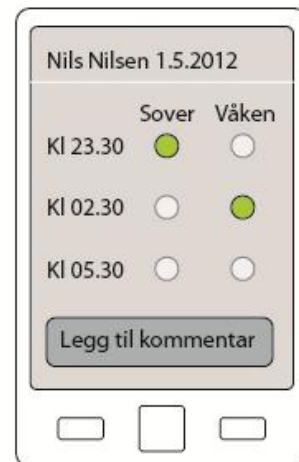 Nils Nilsen 1.5.2012
Sover Våken
Kl 23.30
Kl 02.30
Kl 05.30
Legg til kommentar